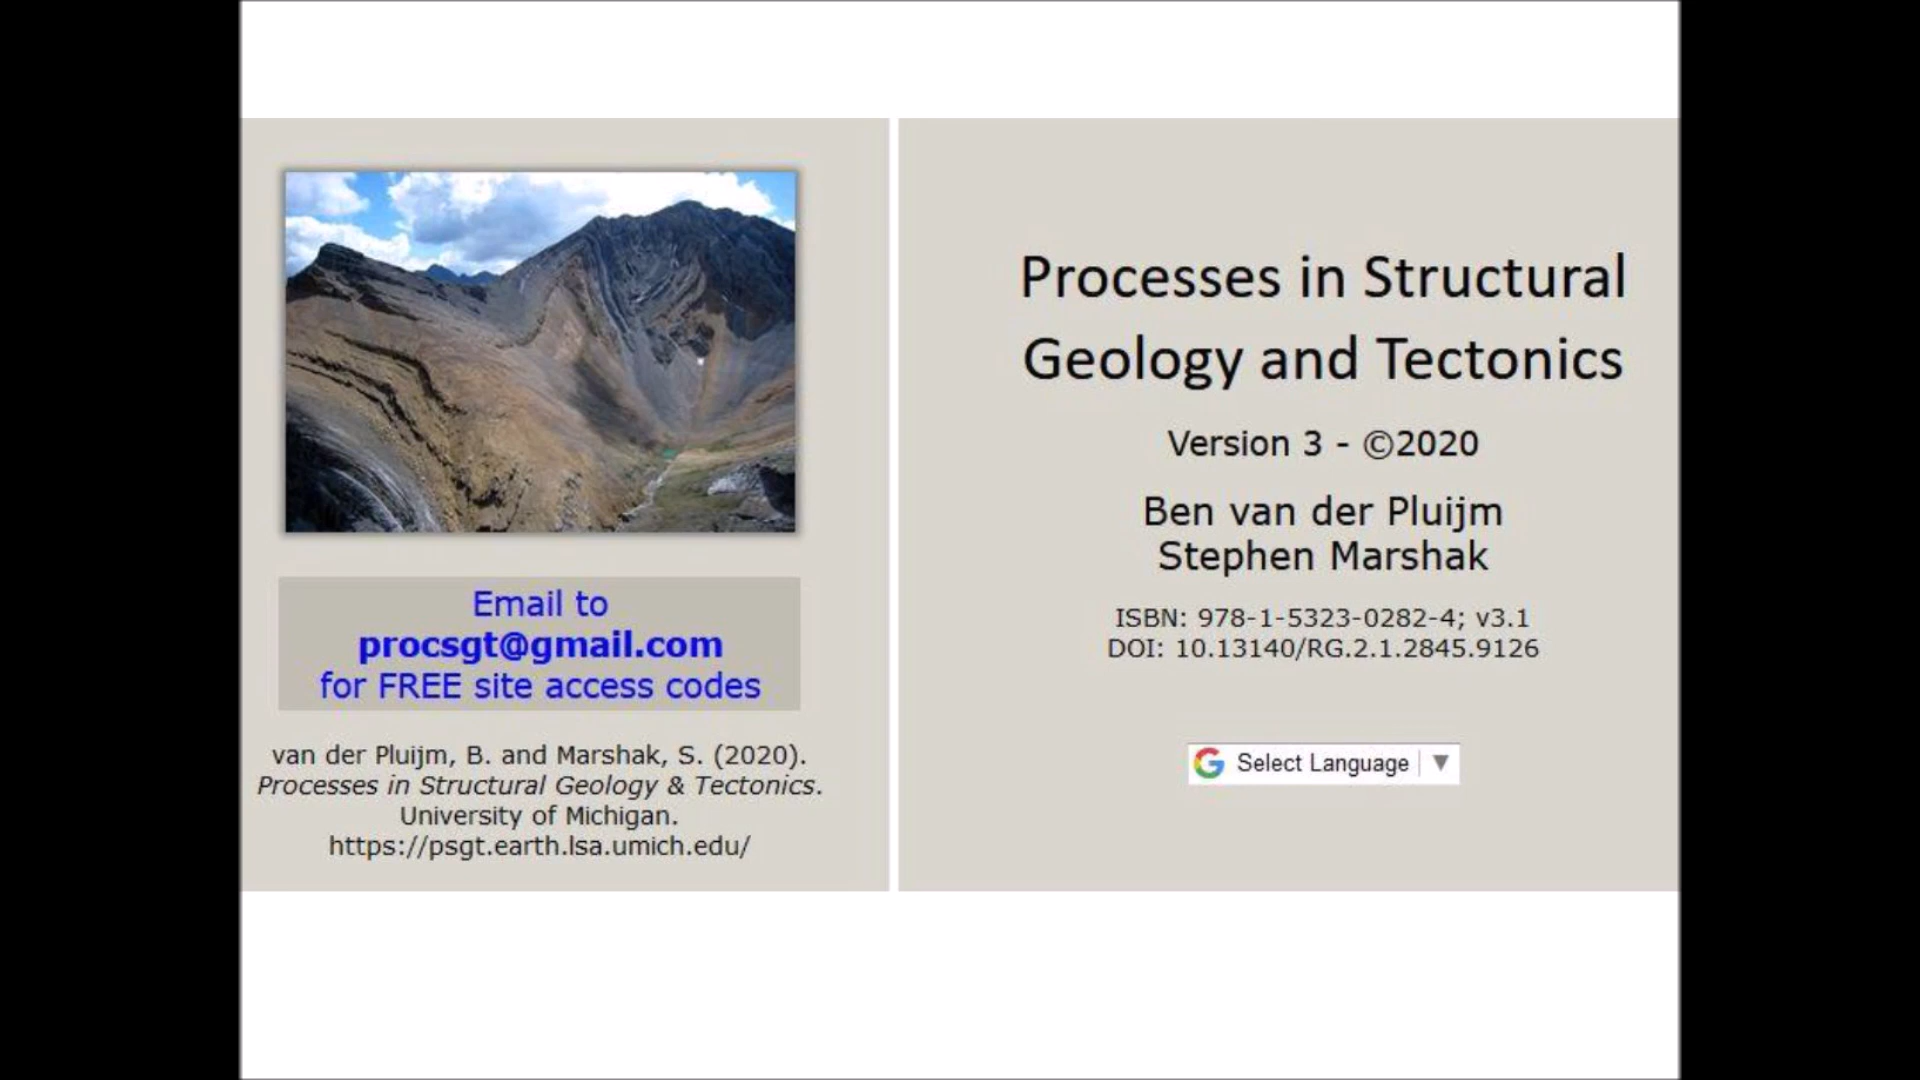 Email to
procsgt@gmail.com
for FREE site access codes
van der Pluijm, B. and Marshak, S. (2020).
Processes in Structural Geology & Tectonics.
University of Michigan.
https://psgt.earth.lsa.umich.edu/
Processes in Structural
Geology and Tectonics
Version 3 - ©2020
Ben van der Pluijm
Stephen Marshak
ISBN: 978-1-5323-0282-4; v3.1
DOI: 10.13140/RG.2.1.2845.9126
Select Language ▼